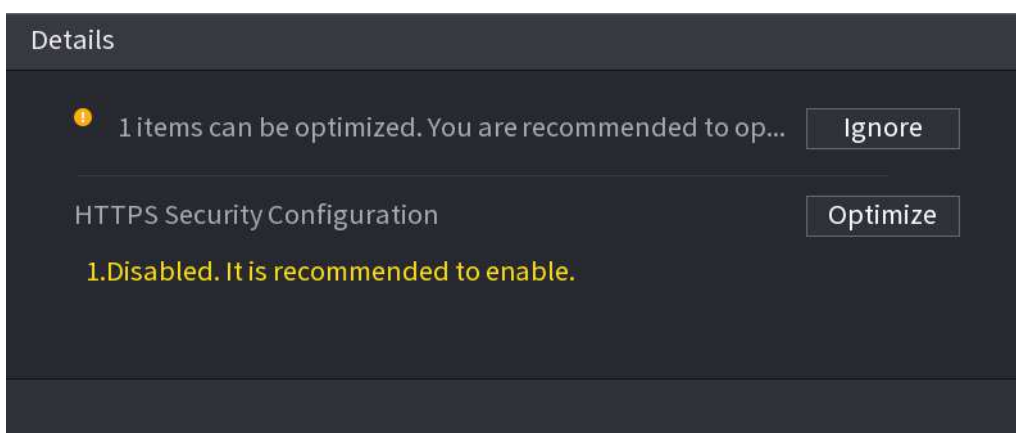 Details
1 items can be optimized. You are recommended to op... Ignore
HTTPS Security Configuration Optimize
1.Disabled. It is recommended to enable.